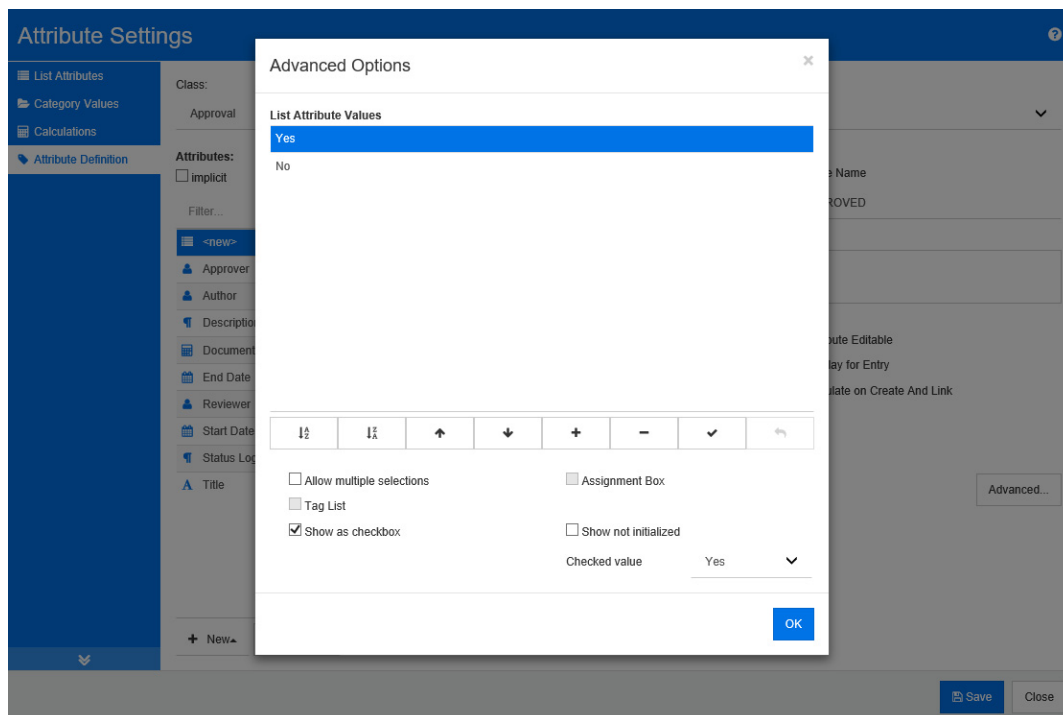 Attribute Settings
List Attributes
Category Values
Calculations
Attribute Definition
Class:
Approval
Attributes:
implicit
Filter...
<new>
Approver
Author
Descriptio
Document
End Date
Reviewer
Start Date
Status Log
Title
New
Advanced Options
List Attribute Values
Yes
No
Allow multiple selections
Assignment Box
Tag List
Show as checkbox
Show not initialized
Checked value
Yes
OK
e Name
ROVED
bute Editable
lay for Entry
ulate on Create And Link
Advanced...
Save
Close